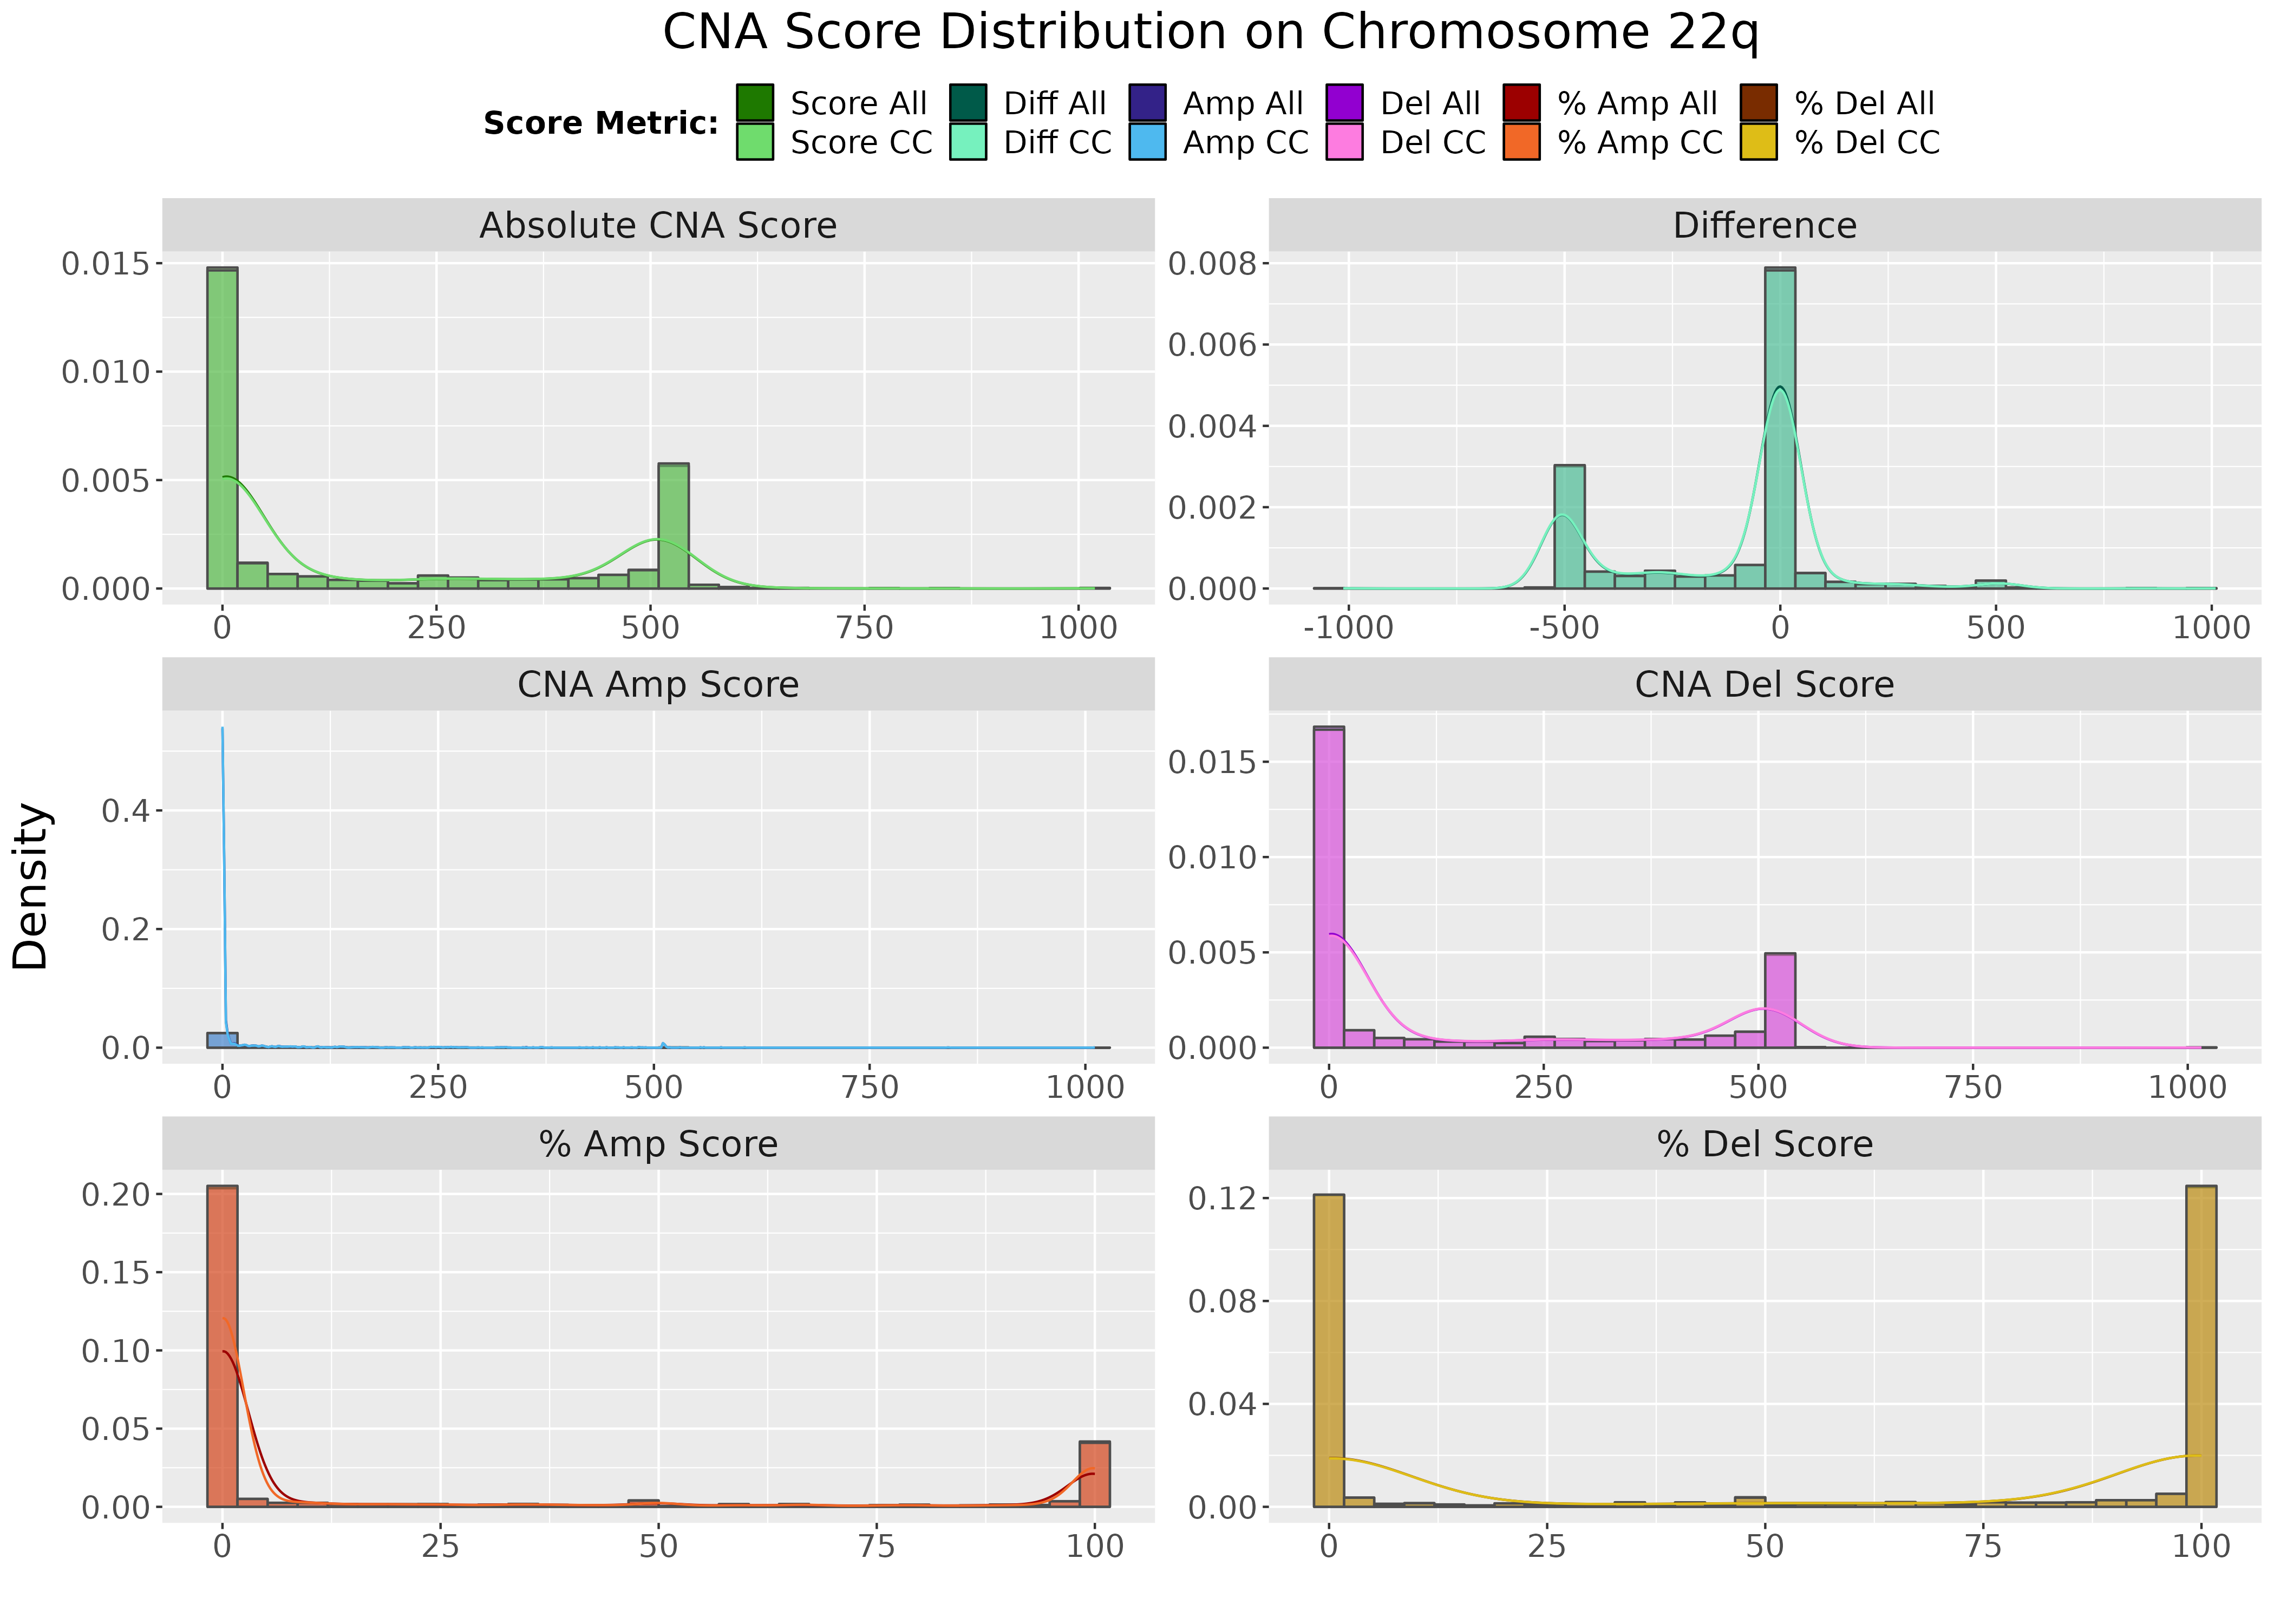 CNA Score Distribution on Chromosome 22q
Score Metric:
Score All Diff All Amp All Del All % Amp All % Del All
Score CC Diff CC Amp CC Del CC % Amp CC % Del CC
Absolute CNA Score
0.015
0.010
0.005
0.000
0 250 500 750 1000
Difference
0.008
0.006
0.004
0.002
0.000
-1000 -500 0 500 1000
Density
CNA Amp Score
0.4
0.2
0.0
0 250 500 750 1000
CNA Del Score
0.015
0.010
0.005
0.000
0 250 500 750 1000
% Amp Score
0.20
0.15
0.10
0.05
0.00
0 25 50 75 100
% Del Score
0.12
0.08
0.04
0.00
0 25 50 75 100